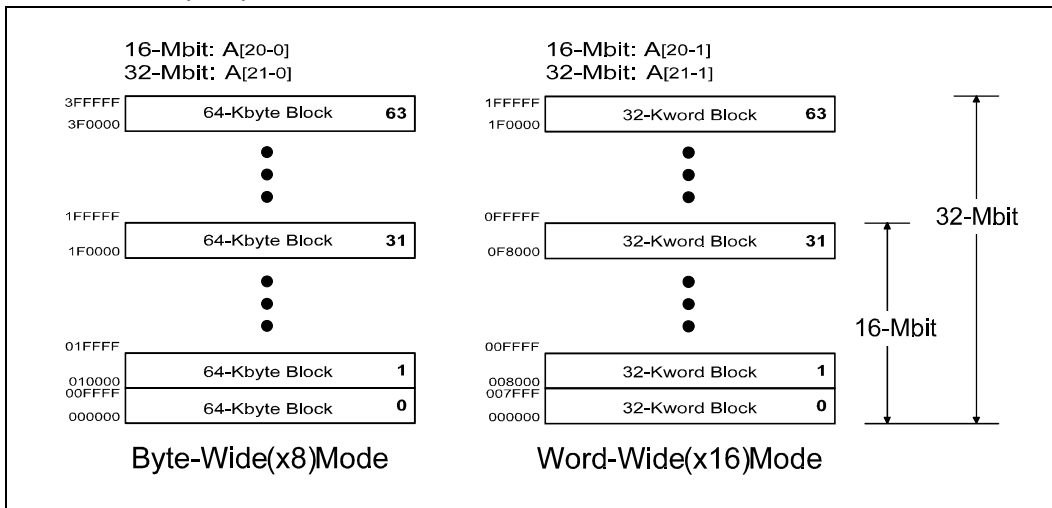 16-Mbit: A[20-0]
32-Mbit: A[21-0]
3FFFFF
3F0000
64-Kbyte Block 63
1FFFFF
1F0000
64-Kbyte Block 31
01FFFF
010000
64-Kbyte Block 1
00FFFF
000000
64-Kbyte Block 0
Byte-Wide(x8)Mode
16-Mbit: A[20-1]
32-Mbit: A[21-1]
1FFFFF
1F0000
32-Kword Block 63
0FFFFF
0F8000
32-Kword Block 31
00FFFF
008000
32-Kword Block 1
007FFF
000000
32-Kword Block 0
Word-Wide(x16)Mode
32-Mbit
16-Mbit